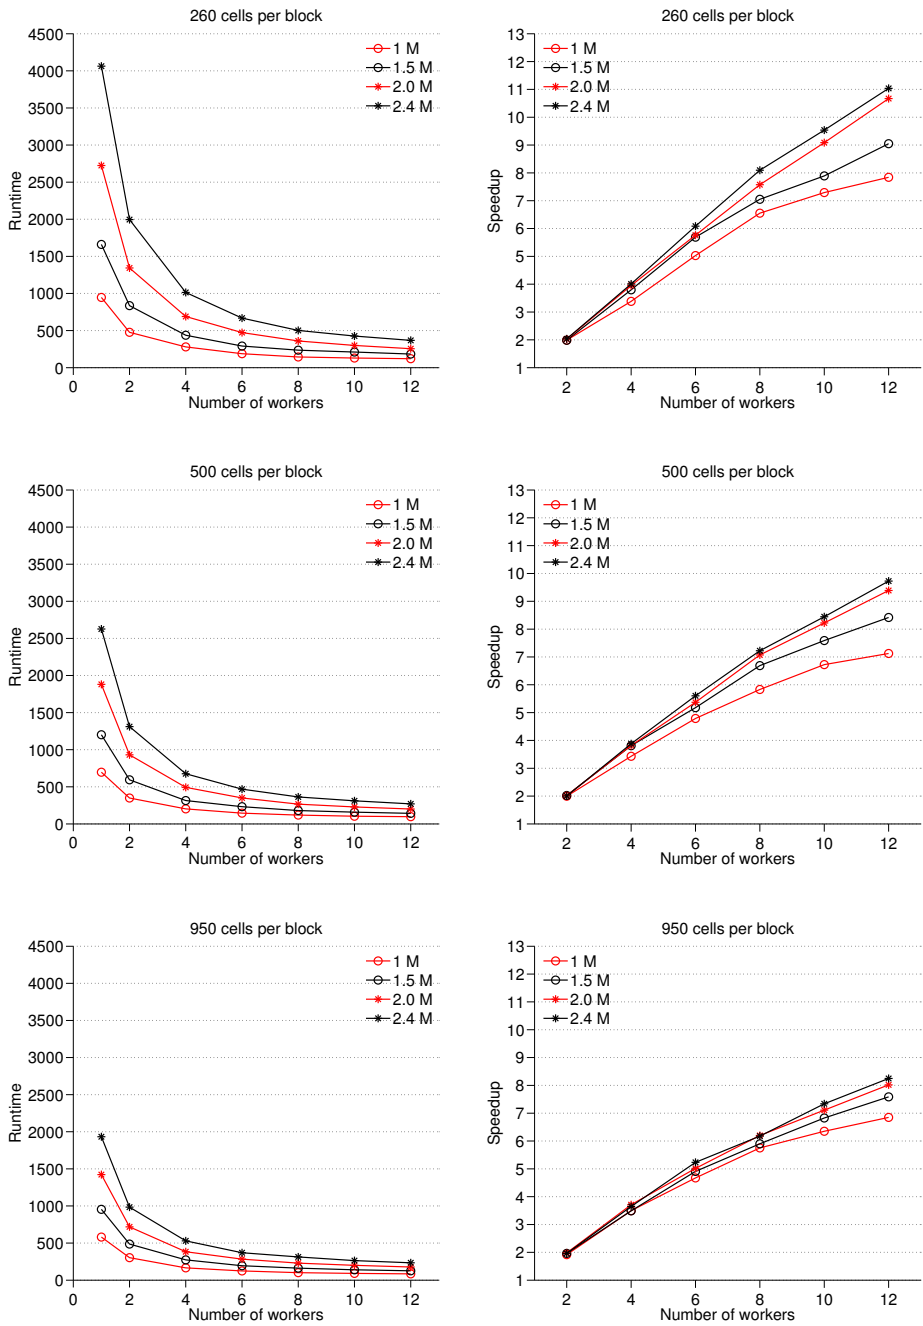 260 cells per block
4500
4000
3500
3000
2500
2000
1500
1000
500
0
Runtime
1 M
1.5 M
2.0 M
2.4 M
0 2 4 6 8 10 12
Number of workers
260 cells per block
13
12
11
10
9
8
7
6
5
4
3
2
1
Speedup
1 M
1.5 M
2.0 M
2.4 M
2 4 6 8 10 12
Number of workers
500 cells per block
4500
4000
3500
3000
2500
2000
1500
1000
500
0
Runtime
1 M
1.5 M
2.0 M
2.4 M
0 2 4 6 8 10 12
Number of workers
500 cells per block
13
12
11
10
9
8
7
6
5
4
3
2
1
Speedup
1 M
1.5 M
2.0 M
2.4 M
2 4 6 8 10 12
Number of workers
950 cells per block
4500
4000
3500
3000
2500
2000
1500
1000
500
0
Runtime
1 M
1.5 M
2.0 M
2.4 M
0 2 4 6 8 10 12
Number of workers
950 cells per block
13
12
11
10
9
8
7
6
5
4
3
2
1
Speedup
1 M
1.5 M
2.0 M
2.4 M
2 4 6 8 10 12
Number of workers